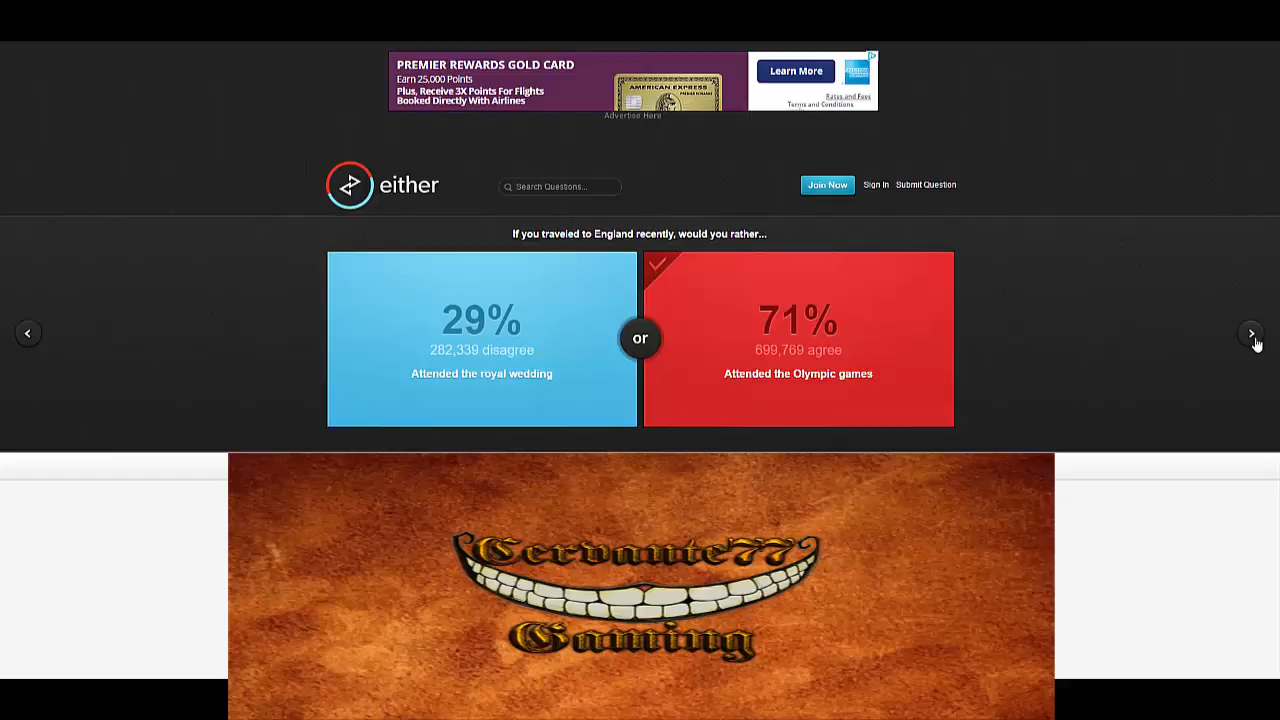 PREMIER REWARDS GOLD CARD
Earn 25,000 Points
Plus, Receive 3X Points For Flights
Booked Directly With Airlines
AMERICAN EXPRESS
Learn More
Rates and Fees
Terms and Conditions
Advertise Here
either
Search Questions...
Join Now
Sign In
Submit Question
If you traveled to England recently, would you rather...
29%
282,339 disagree
Attended the royal wedding
or
71%
699,769 agree
Attended the Olympic games
Cervante77
Gaming